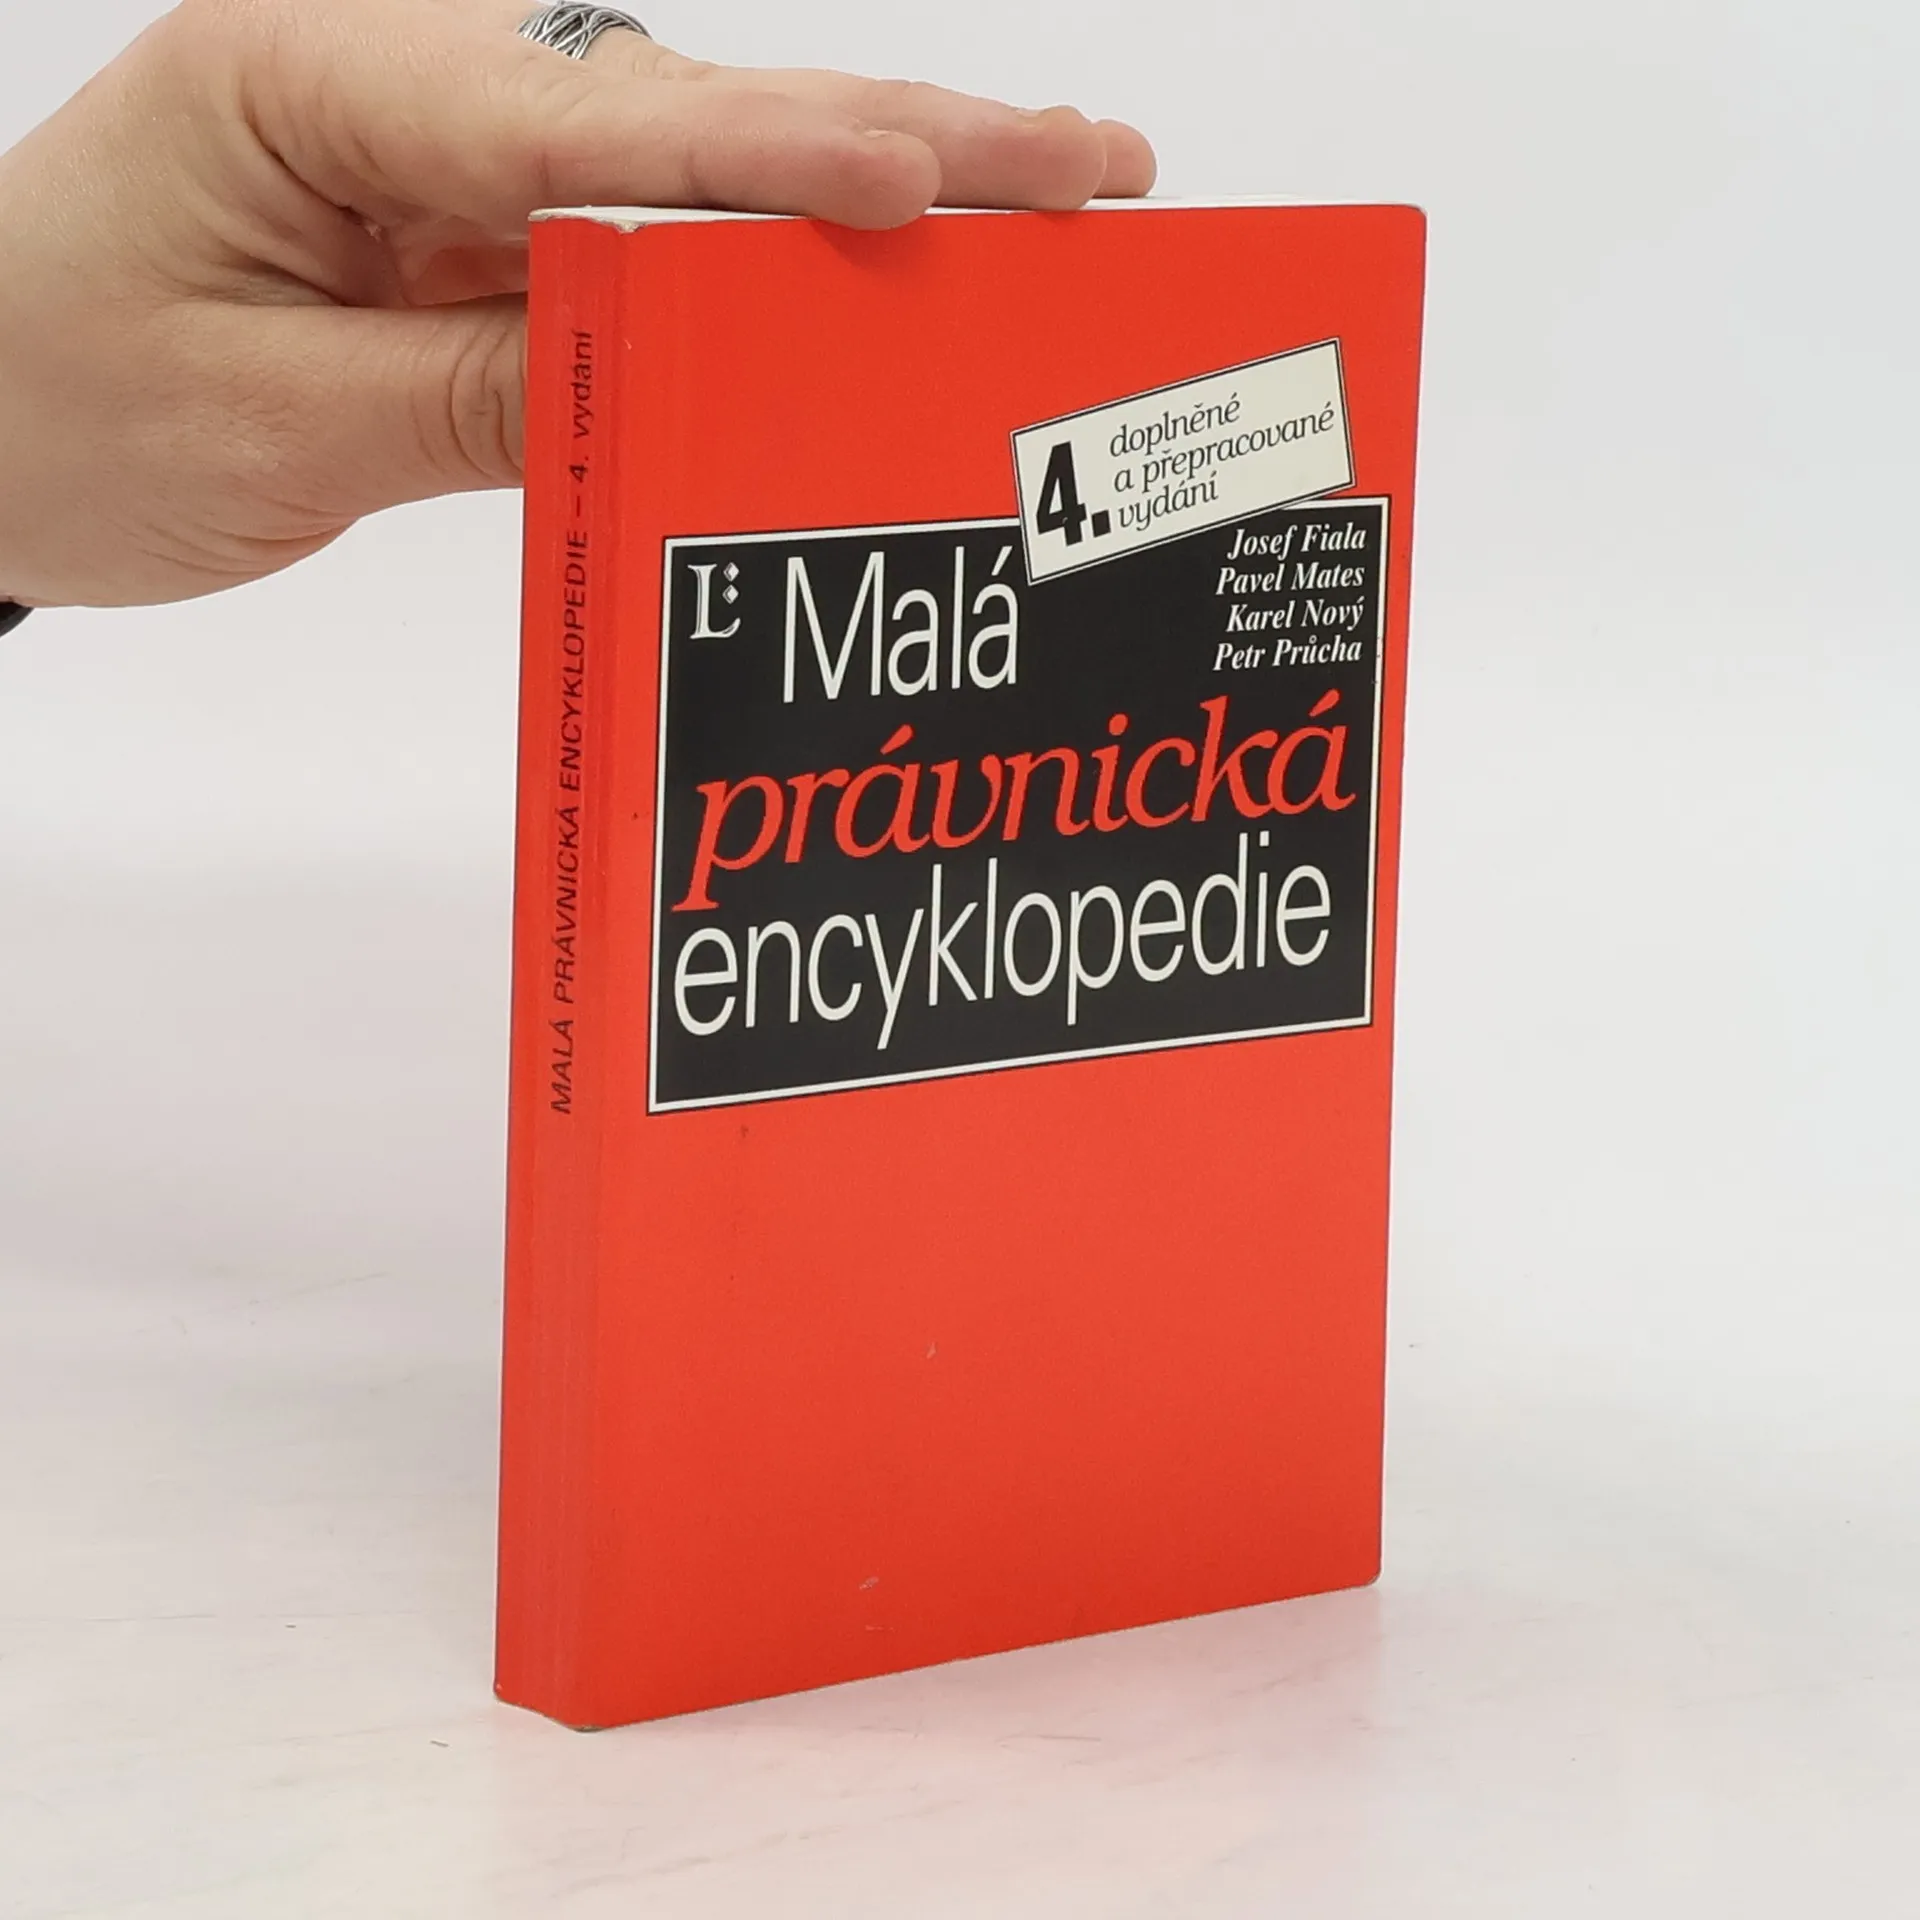 MALÁ PRÁVNICKÁ ENCYKLOPEDIE – 4. vydání
4. doplněné
a přepracované
vydání
Josef Fiala
Pavel Mates
Karel Nový
Petr Průcha
L
Malá
právnická
encyklopedie